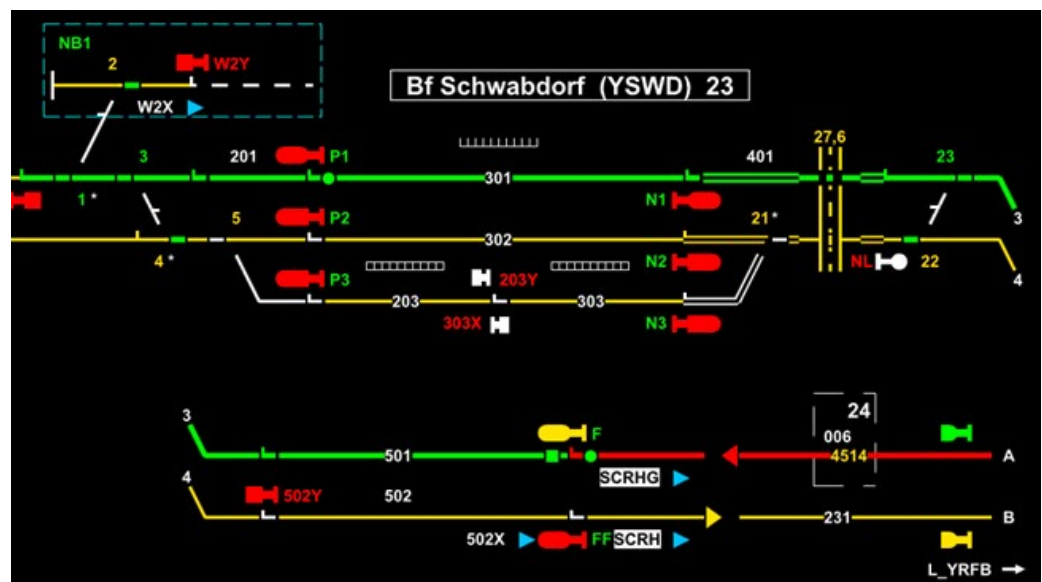 NB1
2
W2Y
W2X
Bf Schwabdorf (YSWD) 23
27,6
3
201
P1
401
23
301
1*
N1
3
5
P2
21*
302
4*
N2
NL
22
4
P3
203Y
203
303
303X
N3
3
24
F
006
501
4514
A
SCRHG
4
502Y
502
231
B
502X
FF
SCRH
L_YRFB →